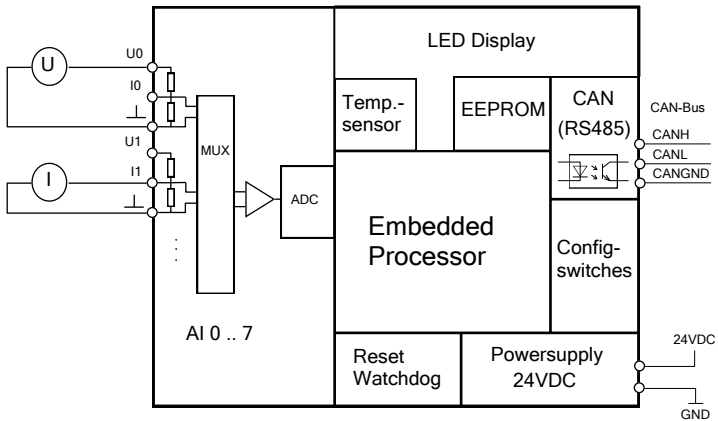 LED Display
U0
U
I0
Temp.-
sensor
EEPROM
CAN
(RS485)
CAN-Bus
CANH
CANL
CANGND
U1
MUX
I1
I
ADC
Embedded
Processor
Config-
switches
AI 0 .. 7
Reset
Watchdog
Powersupply
24VDC
24VDC
GND